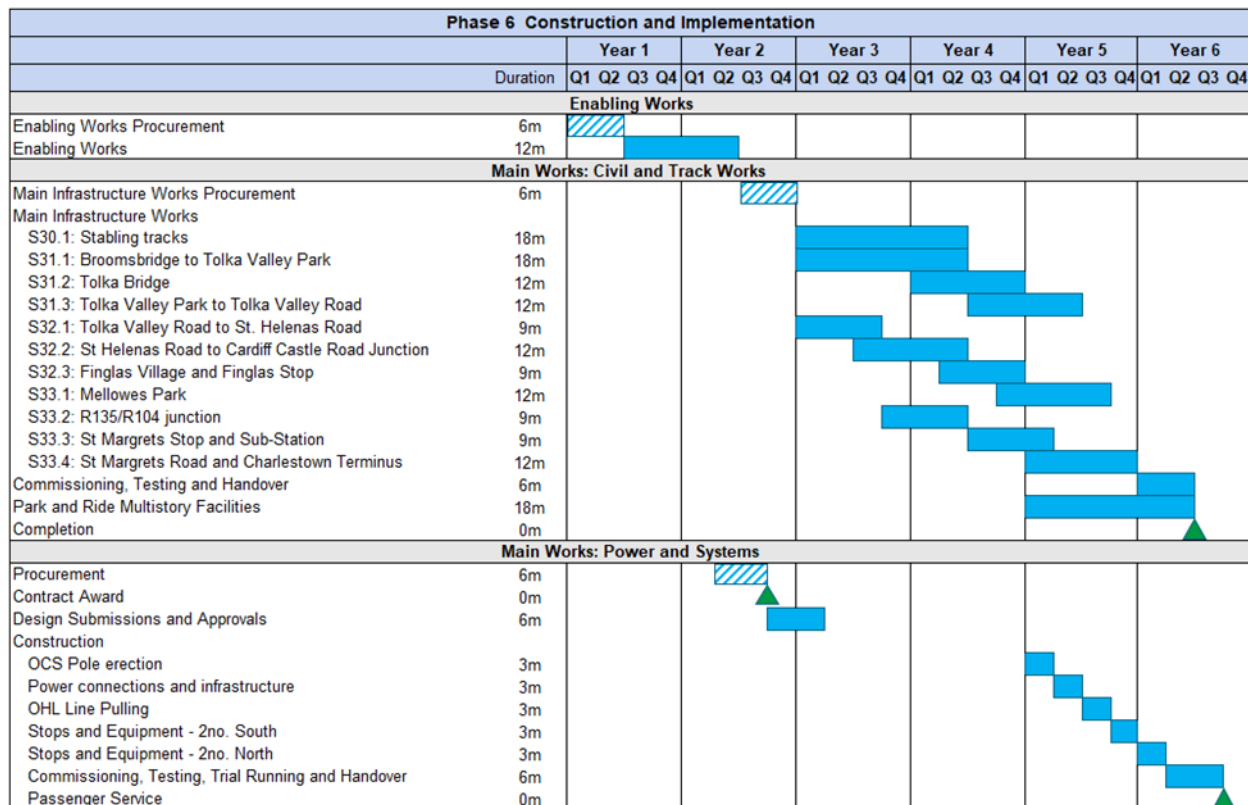 Phase 6 Construction and Implementation
Year 1 Year 2 Year 3 Year 4 Year 5 Year 6
Duration Q1 Q2 Q3 Q4 Q1 Q2 Q3 Q4 Q1 Q2 Q3 Q4 Q1 Q2 Q3 Q4 Q1 Q2 Q3 Q4 Q1 Q2 Q3 Q4
Enabling Works
Enabling Works Procurement 6m
Enabling Works 12m
Main Works: Civil and Track Works
Main Infrastructure Works Procurement 6m
Main Infrastructure Works
S30.1: Stabling tracks 18m
S31.1: Broomsbridge to Tolka Valley Park 18m
S31.2: Tolka Bridge 12m
S31.3: Tolka Valley Park to Tolka Valley Road 12m
S32.1: Tolka Valley Road to St. Helenas Road 9m
S32.2: St Helenas Road to Cardiff Castle Road Junction 12m
S32.3: Finglas Village and Finglas Stop 9m
S33.1: Mellowes Park 12m
S33.2: R135/R104 junction 9m
S33.3: St Margrets Stop and Sub-Station 9m
S33.4: St Margrets Road and Charlestown Terminus 12m
Commissioning, Testing and Handover 6m
Park and Ride Multistory Facilities 18m
Completion 0m
Main Works: Power and Systems
Procurement 6m
Contract Award 0m
Design Submissions and Approvals 6m
Construction
OCS Pole erection 3m
Power connections and infrastructure 3m
OHL Line Pulling 3m
Stops and Equipment - 2no. South 3m
Stops and Equipment - 2no. North 3m
Commissioning, Testing, Trial Running and Handover 6m
Passenger Service 0m